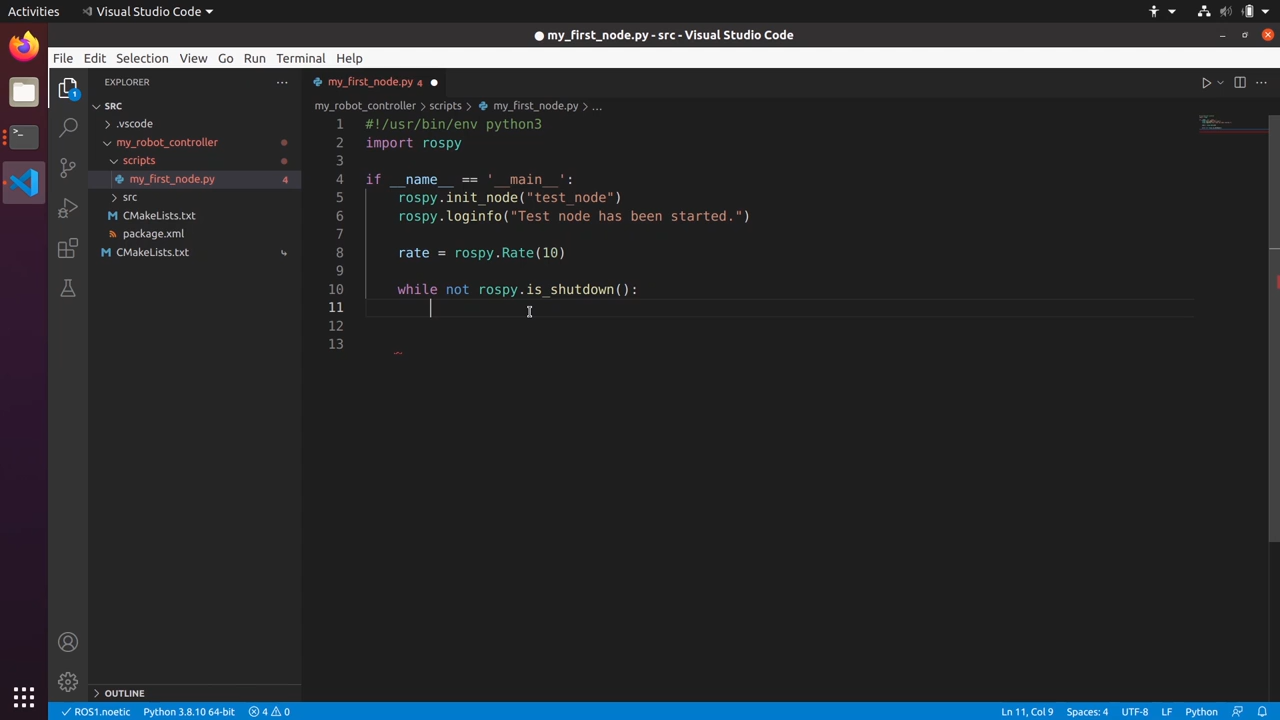 Activities
Visual Studio Code
my_first_node.py - src - Visual Studio Code
File Edit Selection View Go Run Terminal Help
EXPLORER
SRC
.vscode
my_robot_controller
scripts
my_first_node.py 4
src
CMakeLists.txt
package.xml
CMakeLists.txt
OUTLINE
1
my_first_node.py 4
my_robot_controller > scripts > my_first_node.py > ...
1 #!/usr/bin/env python3
2 import rospy
3
4 if __name__ == '__main__':
5 rospy.init_node("test_node")
6 rospy.loginfo("Test node has been started.")
7
8 rate = rospy.Rate(10)
9
10 while not rospy.is_shutdown():
11
12
13
ROS1.noetic Python 3.8.10 64-bit 4 0 Ln 11, Col 9 Spaces: 4 UTF-8 LF Python